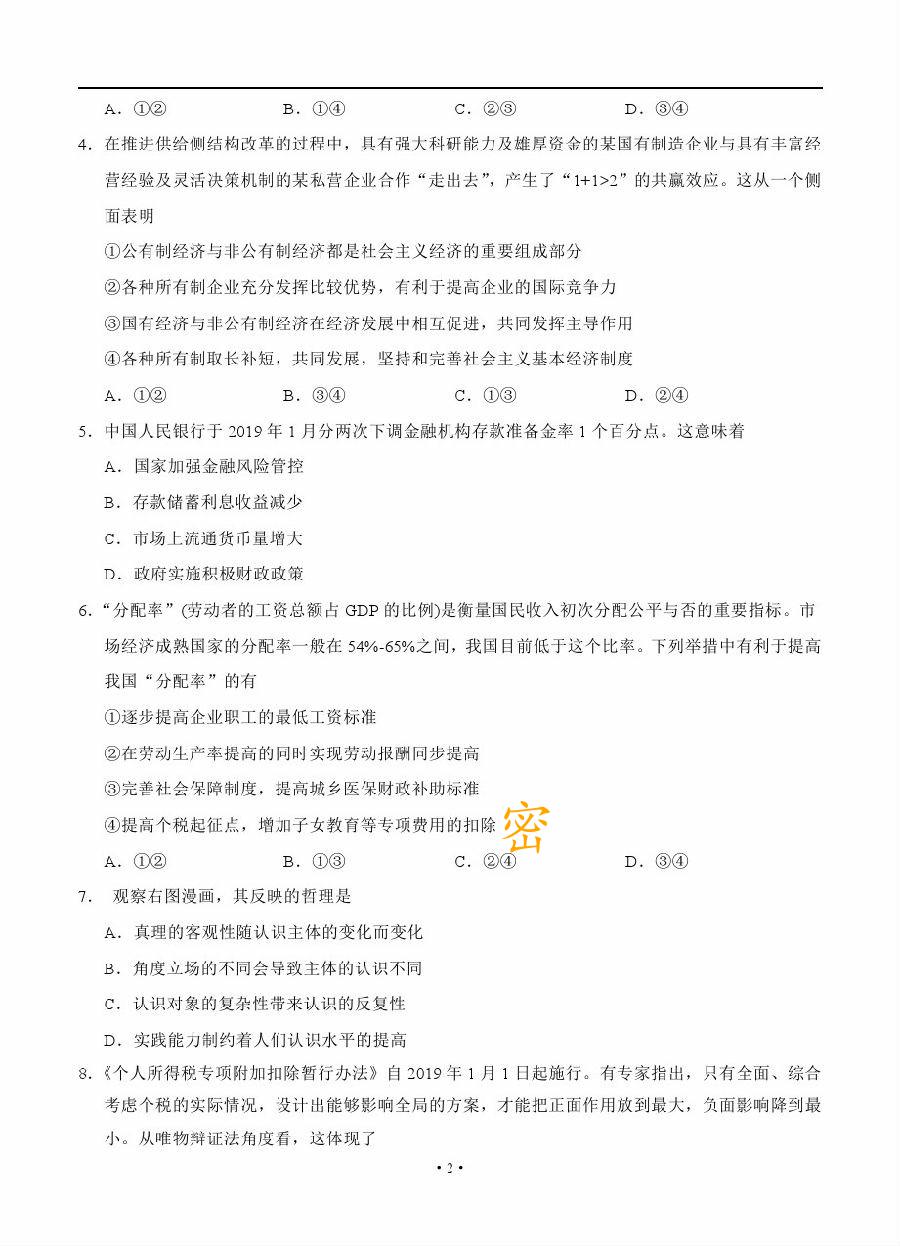 A．①② B．①④ C．②③ D．③④
4．在推进供给侧结构改革的过程中，具有强大科研能力及雄厚资金的某国有制造企业与具有丰富经
营经验及灵活决策机制的某私营企业合作“走出去”，产生了“1+1>2”的共赢效应。这从一个侧
面表明
①公有制经济与非公有制经济都是社会主义经济的重要组成部分
②各种所有制企业充分发挥比较优势，有利于提高企业的国际竞争力
③国有经济与非公有制经济在经济发展中相互促进，共同发挥主导作用
④各种所有制取长补短，共同发展，坚持和完善社会主义基本经济制度
A．①② B．③④ C．①③ D．②④
5．中国人民银行于 2019 年 1 月分两次下调金融机构存款准备金率 1 个百分点。这意味着
A．国家加强金融风险管控
B．存款储蓄利息收益减少
C．市场上流通货币量增大
D．政府实施积极财政政策
6．“分配率”(劳动者的工资总额占 GDP 的比例)是衡量国民收入初次分配公平与否的重要指标。市
场经济成熟国家的分配率一般在 54%-65%之间，我国目前低于这个比率。下列举措中有利于提高
我国“分配率”的有
①逐步提高企业职工的最低工资标准
②在劳动生产率提高的同时实现劳动报酬同步提高
③完善社会保障制度，提高城乡医保财政补助标准
④提高个税起征点，增加子女教育等专项费用的扣除
密
A．①② B．①③ C．②④ D．③④
7． 观察右图漫画，其反映的哲理是
A．真理的客观性随认识主体的变化而变化
B．角度立场的不同会导致主体的认识不同
C．认识对象的复杂性带来认识的反复性
D．实践能力制约着人们认识水平的提高
8．《个人所得税专项附加扣除暂行办法》自 2019 年 1 月 1 日起施行。有专家指出，只有全面、综合
考虑个税的实际情况，设计出能够影响全局的方案，才能把正面作用放到最大，负面影响降到最
小。从唯物辩证法角度看，这体现了
·2·